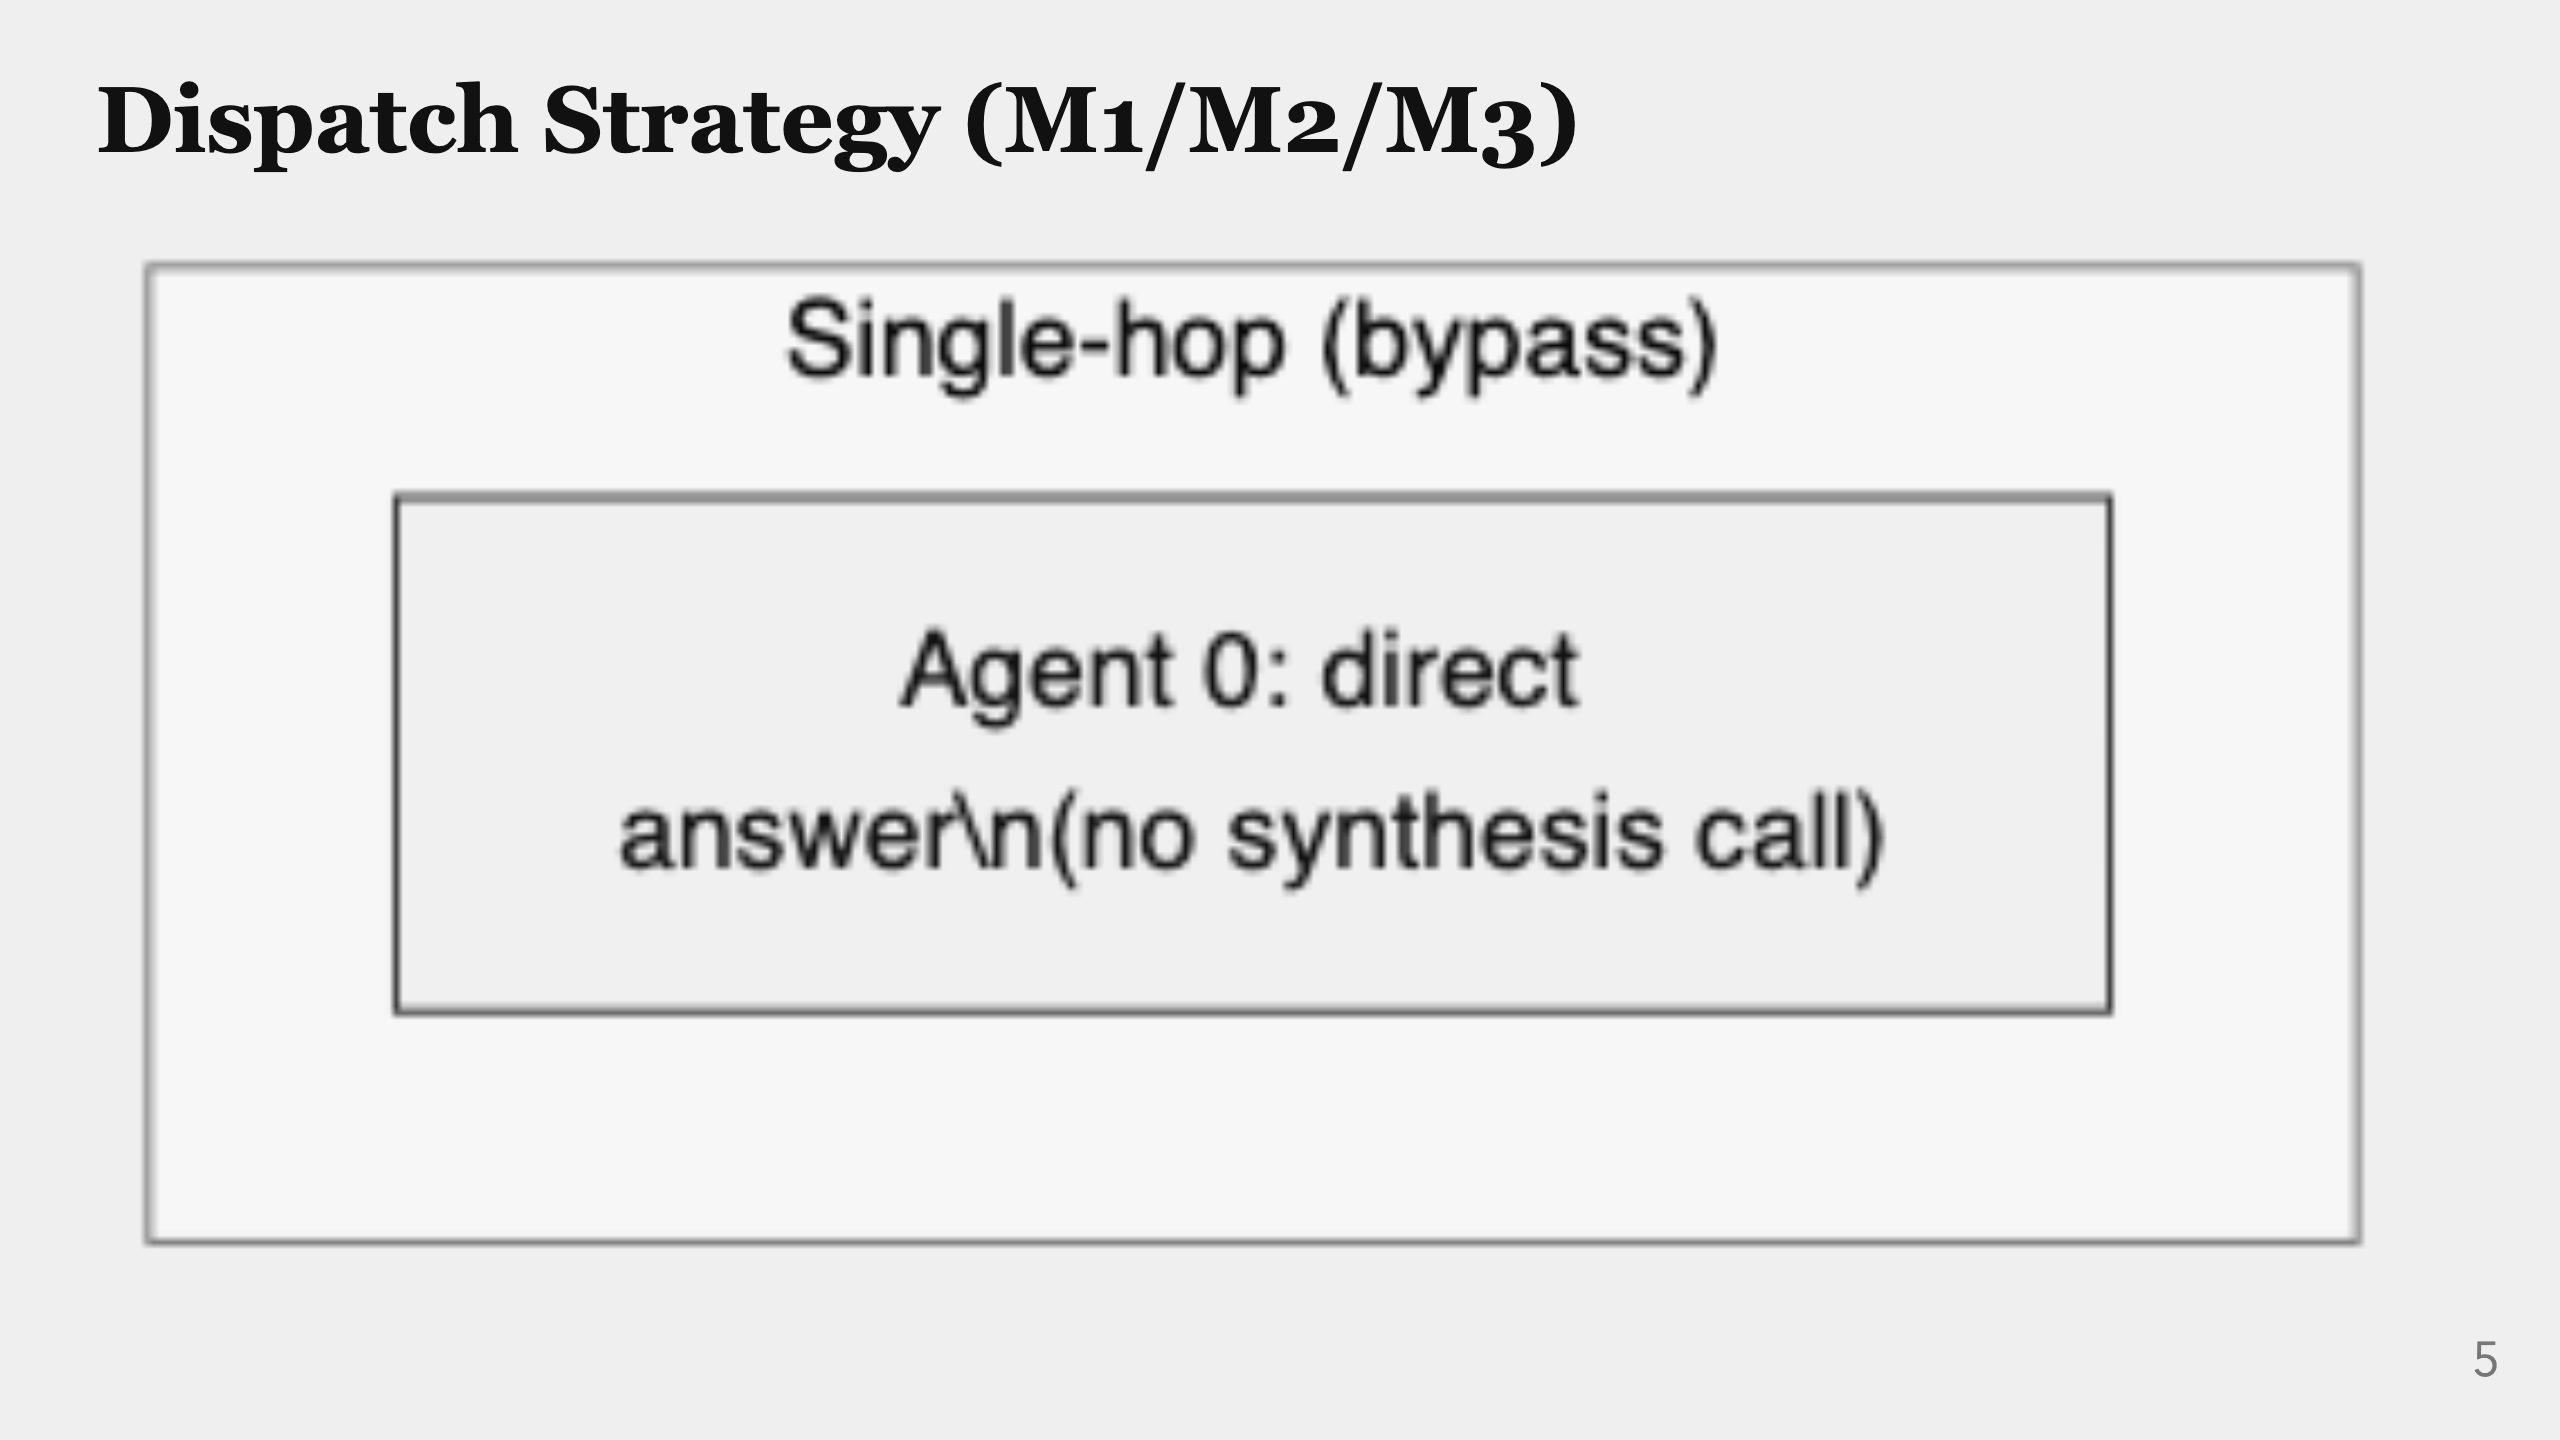 Dispatch Strategy (M1/M2/M3)
Single-hop (bypass)
Agent 0: direct
answer\n(no synthesis call)
5